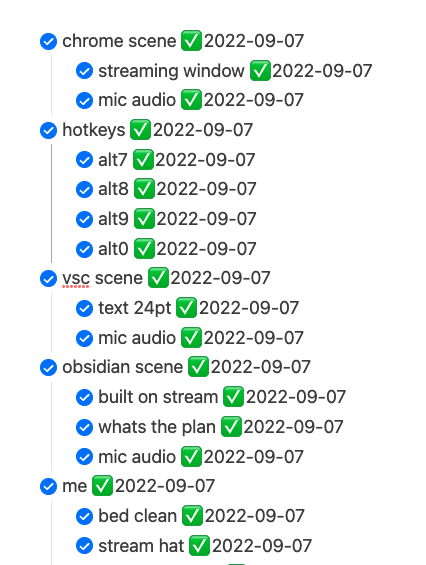 chrome scene ✅ 2022-09-07
streaming window ✅ 2022-09-07
mic audio ✅ 2022-09-07
hotkeys ✅ 2022-09-07
alt7 ✅ 2022-09-07
alt8 ✅ 2022-09-07
alt9 ✅ 2022-09-07
alt0 ✅ 2022-09-07
vsc scene ✅ 2022-09-07
text 24pt ✅ 2022-09-07
mic audio ✅ 2022-09-07
obsidian scene ✅ 2022-09-07
built on stream ✅ 2022-09-07
whats the plan ✅ 2022-09-07
mic audio ✅ 2022-09-07
me ✅ 2022-09-07
bed clean ✅ 2022-09-07
stream hat ✅ 2022-09-07